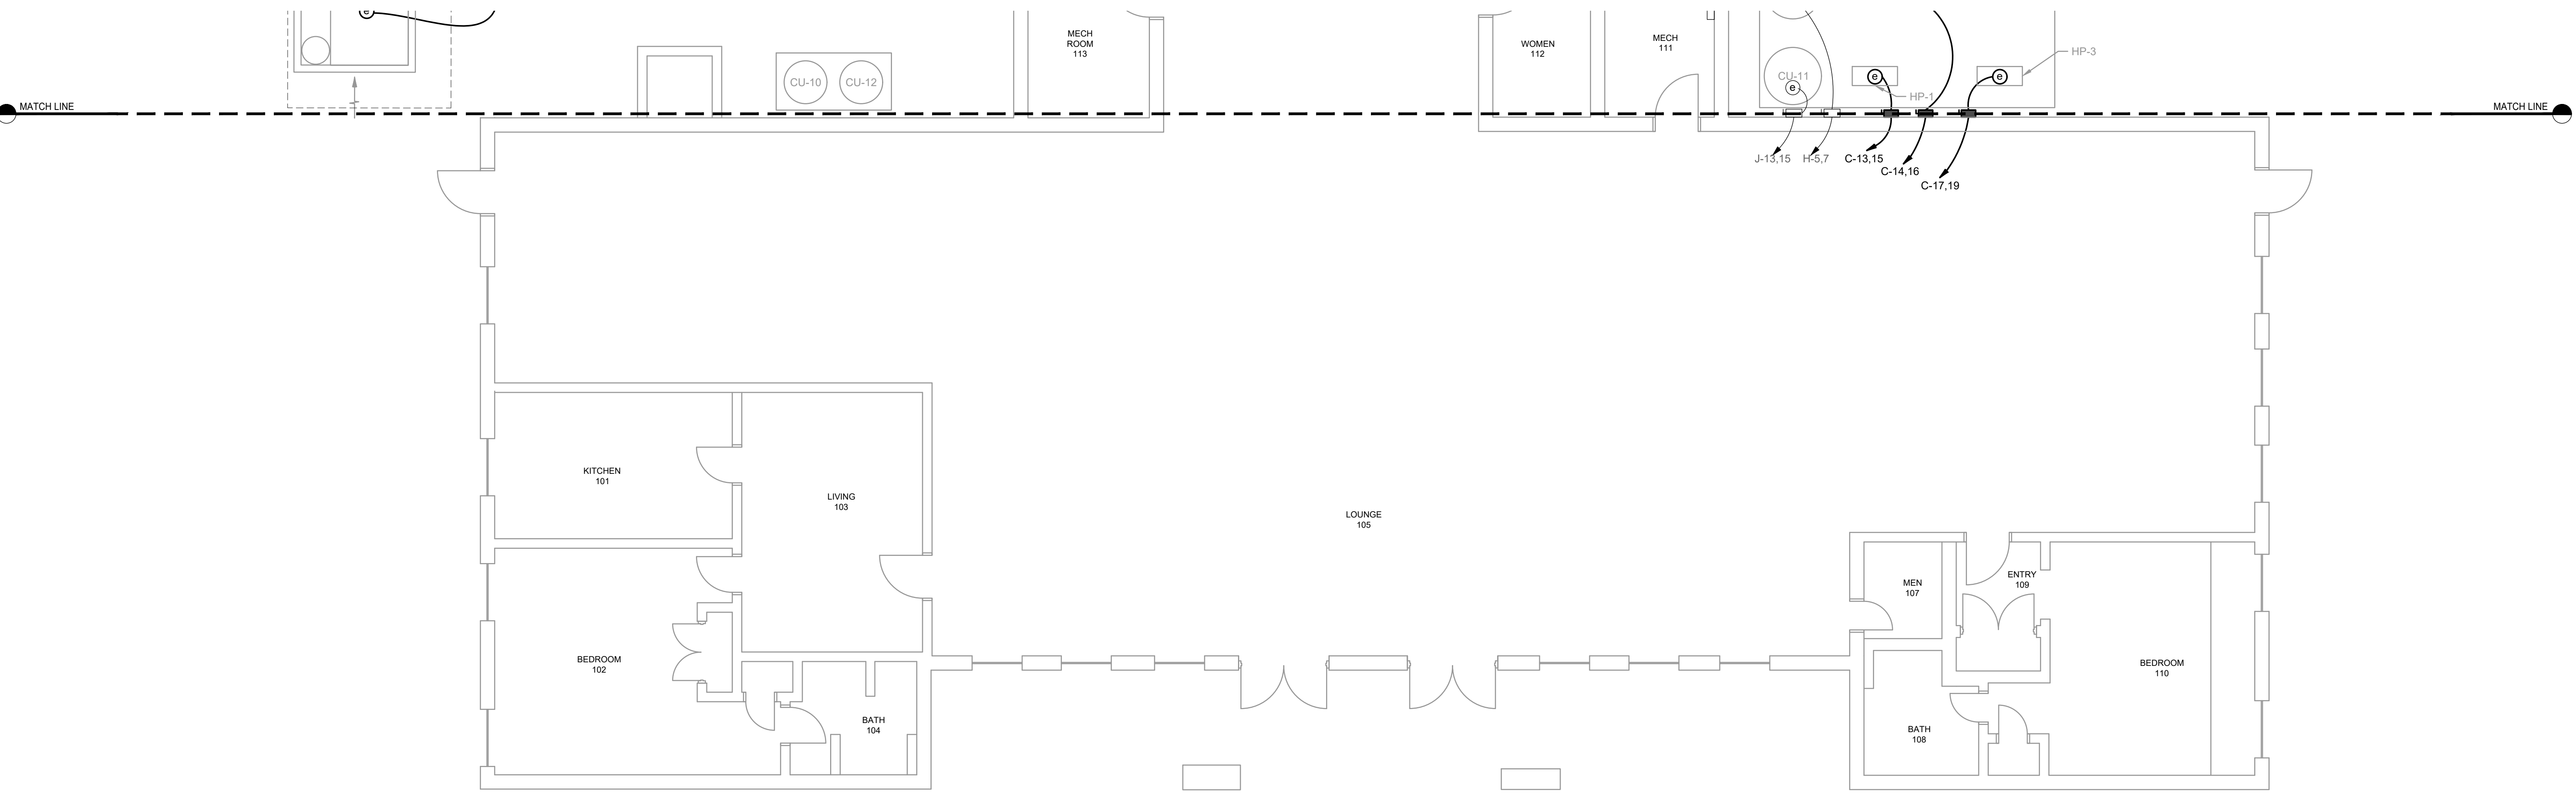 e
MECH
ROOM
113
WOMEN
112
MECH
111
HP-3
CU-10
CU-12
CU-11
e
e
e
HP-1
MATCH LINE
MATCH LINE
J-13,15
H-5,7
C-13,15
C-14,16
C-17,19
KITCHEN
101
LIVING
103
LOUNGE
105
MEN
107
ENTRY
109
BEDROOM
102
BEDROOM
110
BATH
104
BATH
108